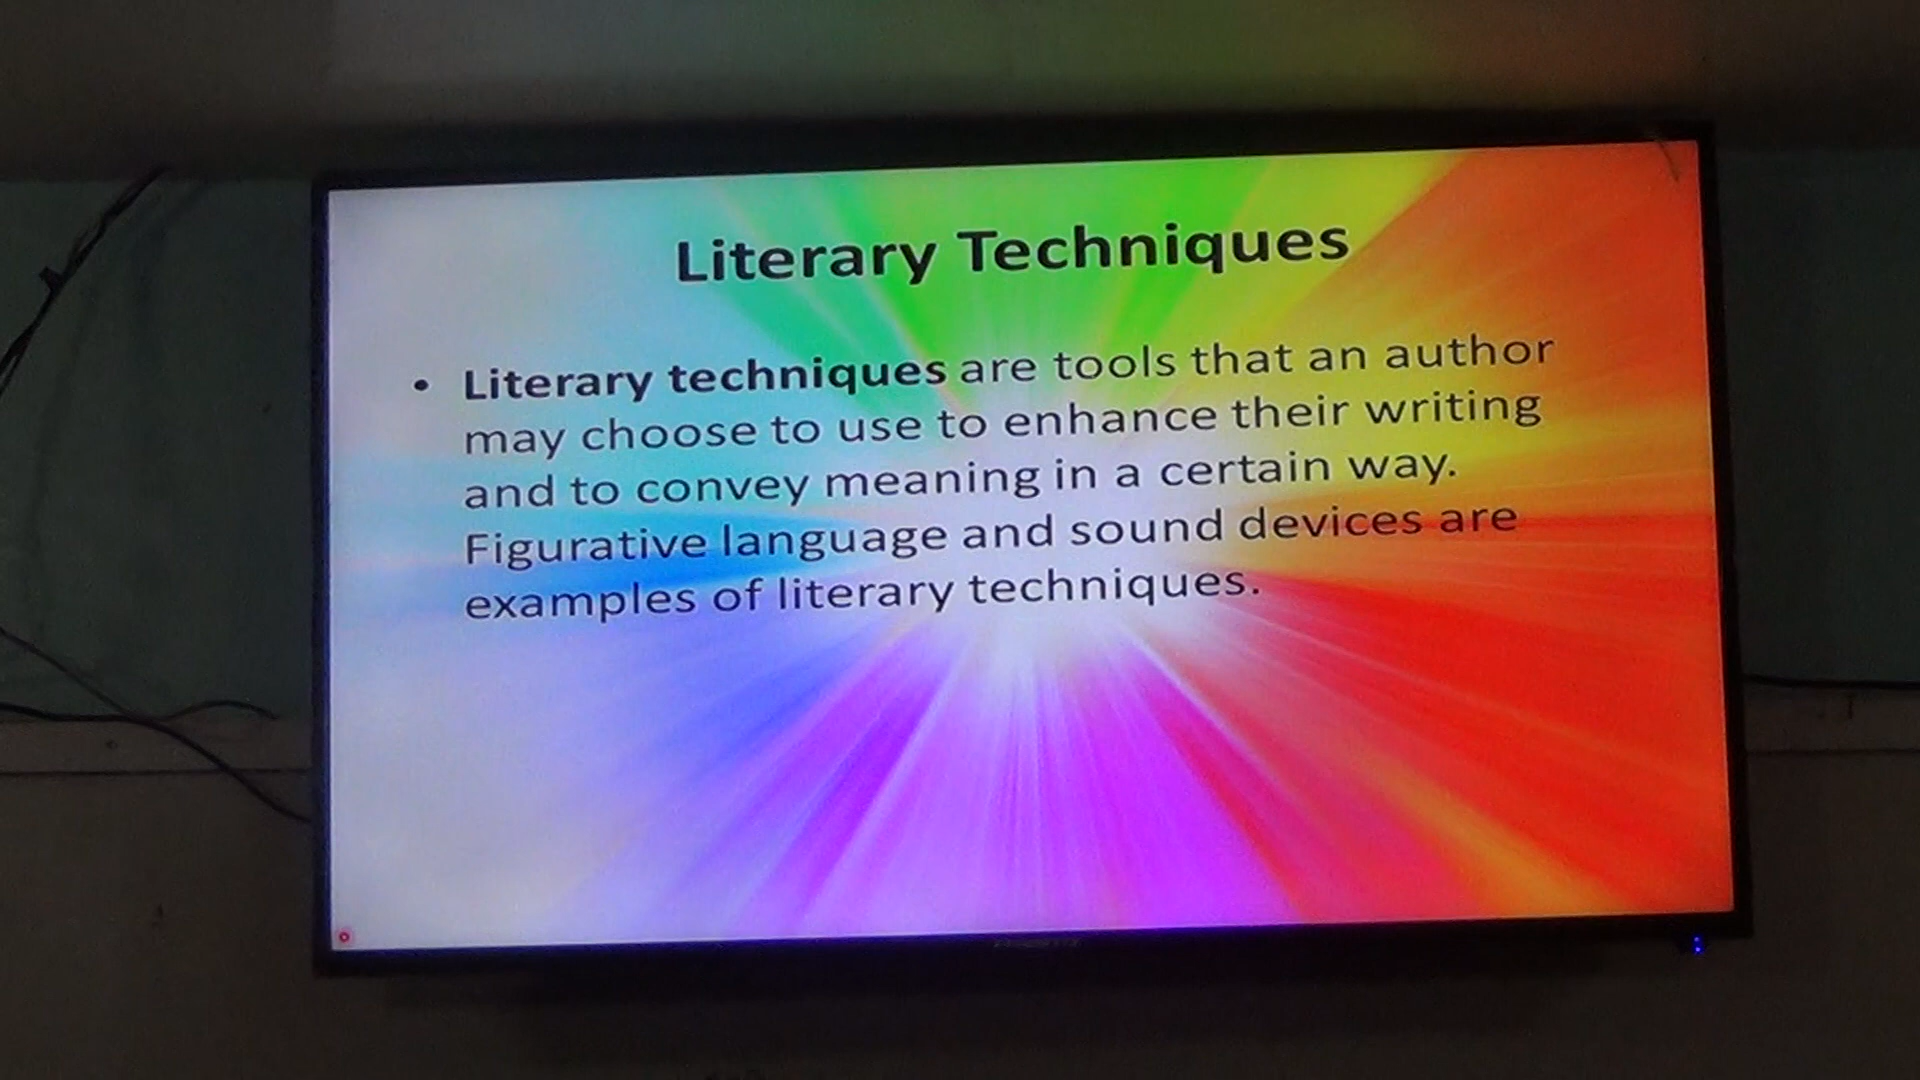 Literary Techniques
• Literary techniques are tools that an author
may choose to use to enhance their writing
and to convey meaning in a certain way.
Figurative language and sound devices are
examples of literary techniques.